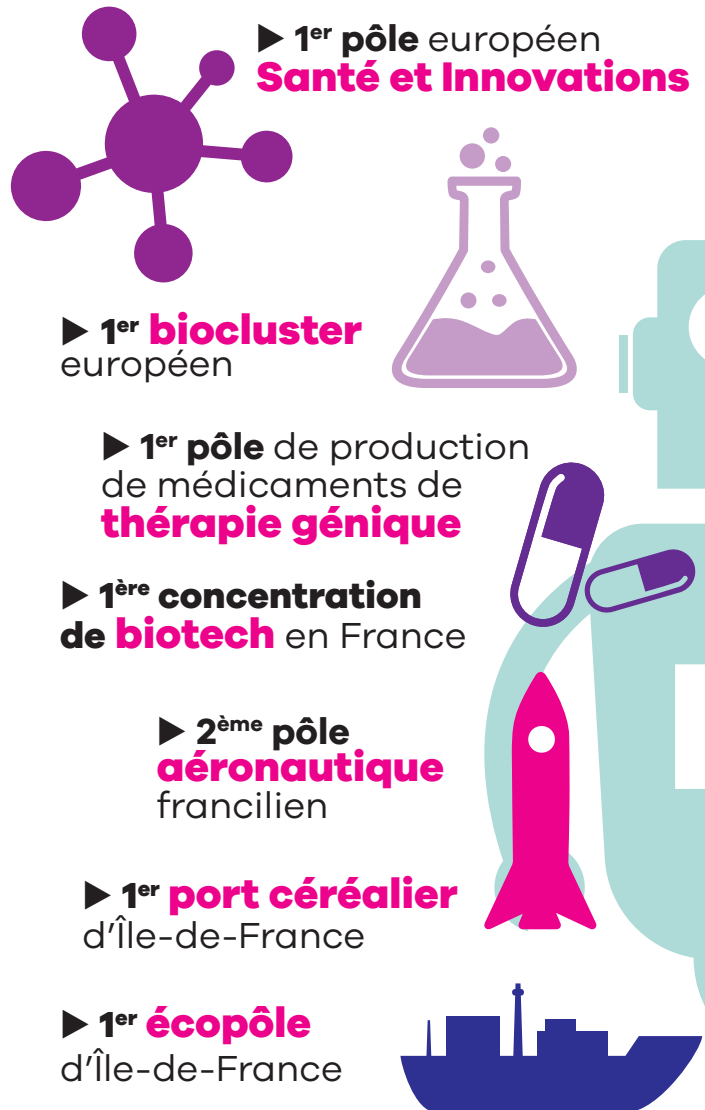 ▶ 1er pôle européen
Santé et Innovations
▶ 1er biocluster
européen
▶ 1er pôle de production
de médicaments de
thérapie génique
▶ 1ère concentration
de biotech en France
▶ 2ème pôle
aéronautique
francilien
▶ 1er port céréalier
d'Île-de-France
▶ 1er écopôle
d'Île-de-France